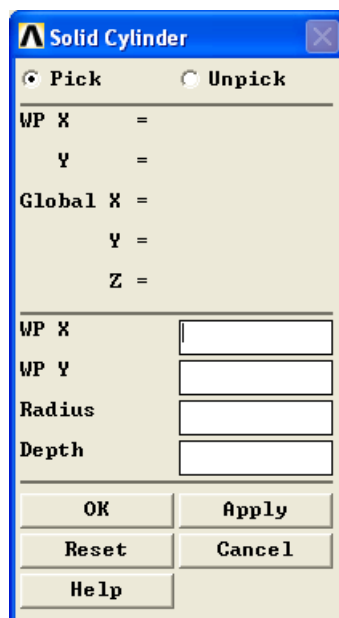 Solid Cylinder
Pick Unpick
WP X =
Y =
Global X =
Y =
Z =
WP X
WP Y
Radius
Depth
OK Apply
Reset Cancel
Help